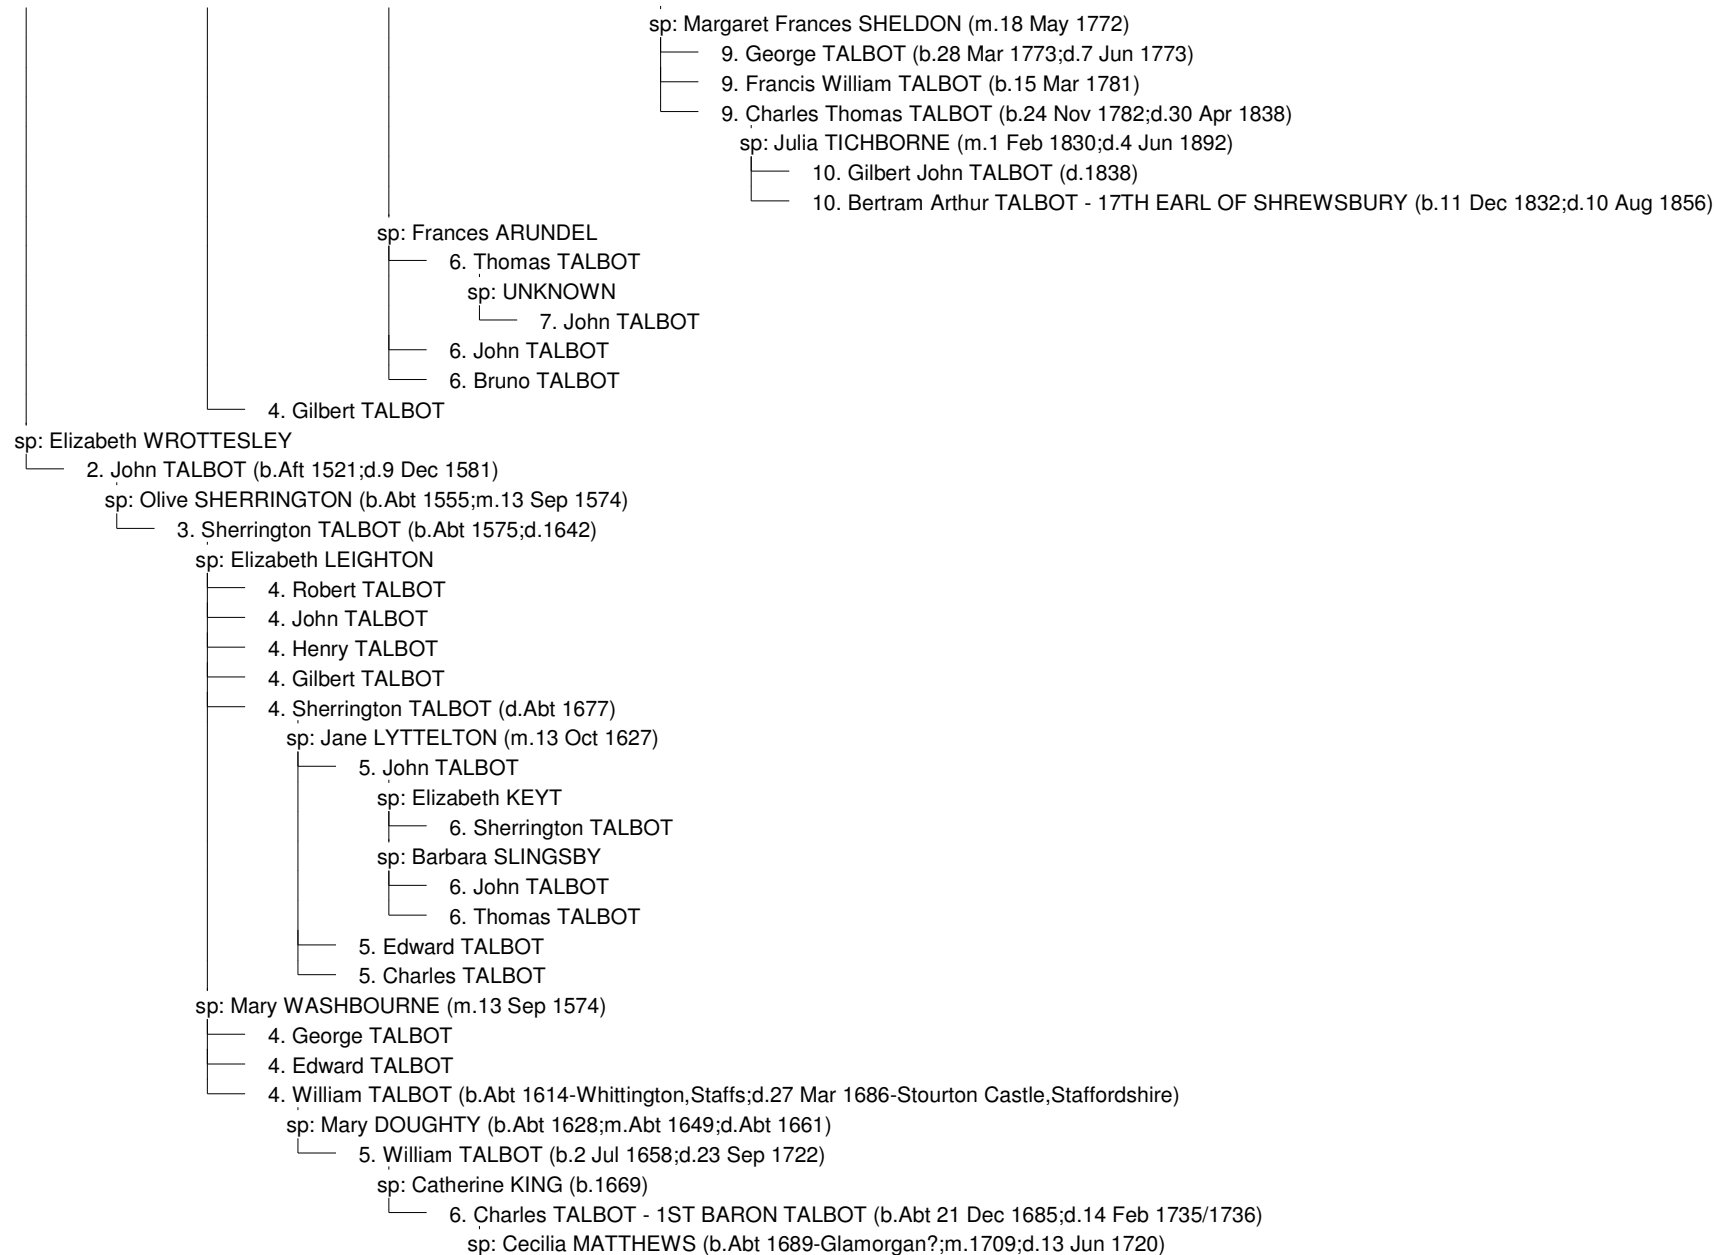 sp: Margaret Frances SHELDON (m.18 May 1772)
9. George TALBOT (b.28 Mar 1773;d.7 Jun 1773)
9. Francis William TALBOT (b.15 Mar 1781)
9. Charles Thomas TALBOT (b.24 Nov 1782;d.30 Apr 1838)
sp: Julia TICHBORNE (m.1 Feb 1830;d.4 Jun 1892)
10. Gilbert John TALBOT (d.1838)
10. Bertram Arthur TALBOT - 17TH EARL OF SHREWSBURY (b.11 Dec 1832;d.10 Aug 1856)
sp: Frances ARUNDEL
6. Thomas TALBOT
sp: UNKNOWN
7. John TALBOT
6. John TALBOT
6. Bruno TALBOT
4. Gilbert TALBOT
sp: Elizabeth WROTTESLEY
2. John TALBOT (b.Aft 1521;d.9 Dec 1581)
sp: Olive SHERRINGTON (b.Abt 1555;m.13 Sep 1574)
3. Sherrington TALBOT (b.Abt 1575;d.1642)
sp: Elizabeth LEIGHTON
4. Robert TALBOT
4. John TALBOT
4. Henry TALBOT
4. Gilbert TALBOT
4. Sherrington TALBOT (d.Abt 1677)
sp: Jane LYTTELTON (m.13 Oct 1627)
5. John TALBOT
sp: Elizabeth KEYT
6. Sherrington TALBOT
sp: Barbara SLINGSBY
6. John TALBOT
6. Thomas TALBOT
5. Edward TALBOT
5. Charles TALBOT
sp: Mary WASHBOURNE (m.13 Sep 1574)
4. George TALBOT
4. Edward TALBOT
4. William TALBOT (b.Abt 1614-Whittington,Staffs;d.27 Mar 1686-Stourton Castle,Staffordshire)
sp: Mary DOUGHTY (b.Abt 1628;m.Abt 1649;d.Abt 1661)
5. William TALBOT (b.2 Jul 1658;d.23 Sep 1722)
sp: Catherine KING (b.1669)
6. Charles TALBOT - 1ST BARON TALBOT (b.Abt 21 Dec 1685;d.14 Feb 1735/1736)
sp: Cecilia MATTHEWS (b.Abt 1689-Glamorgan?;m.1709;d.13 Jun 1720)